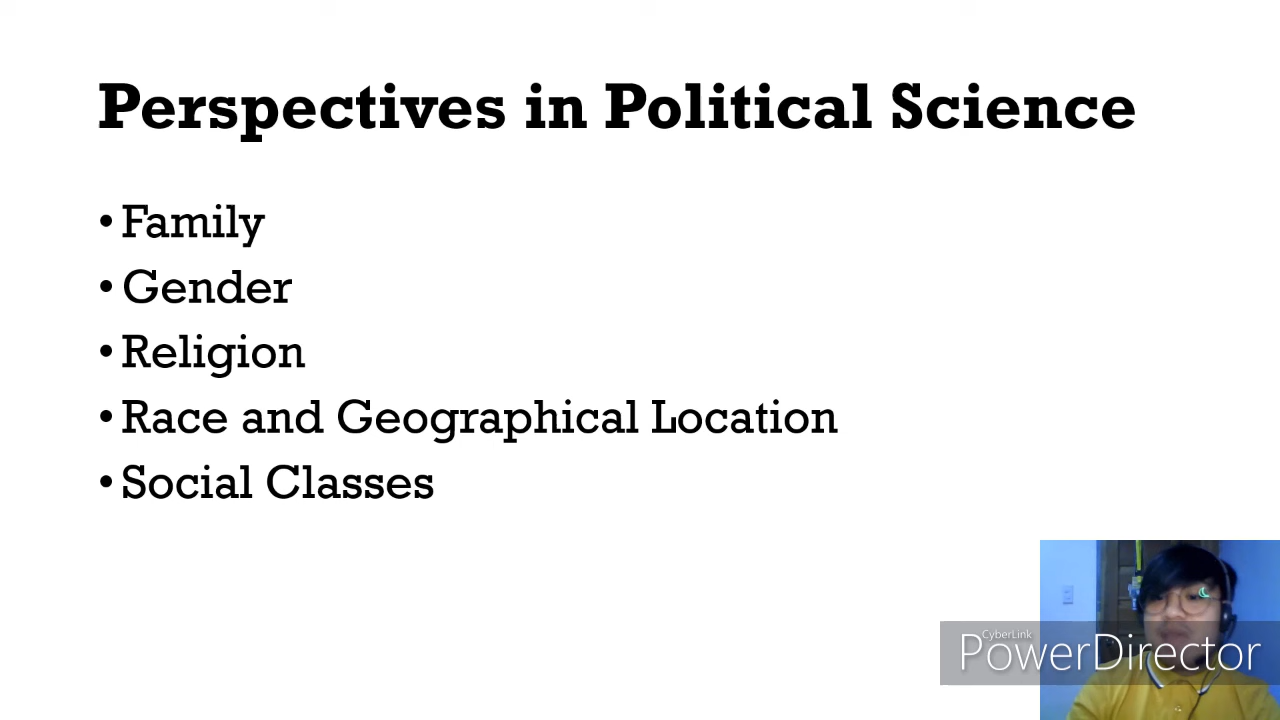 Perspectives in Political Science
• Family
• Gender
• Religion
• Race and Geographical Location
• Social Classes
CyberLink
PowerDirector